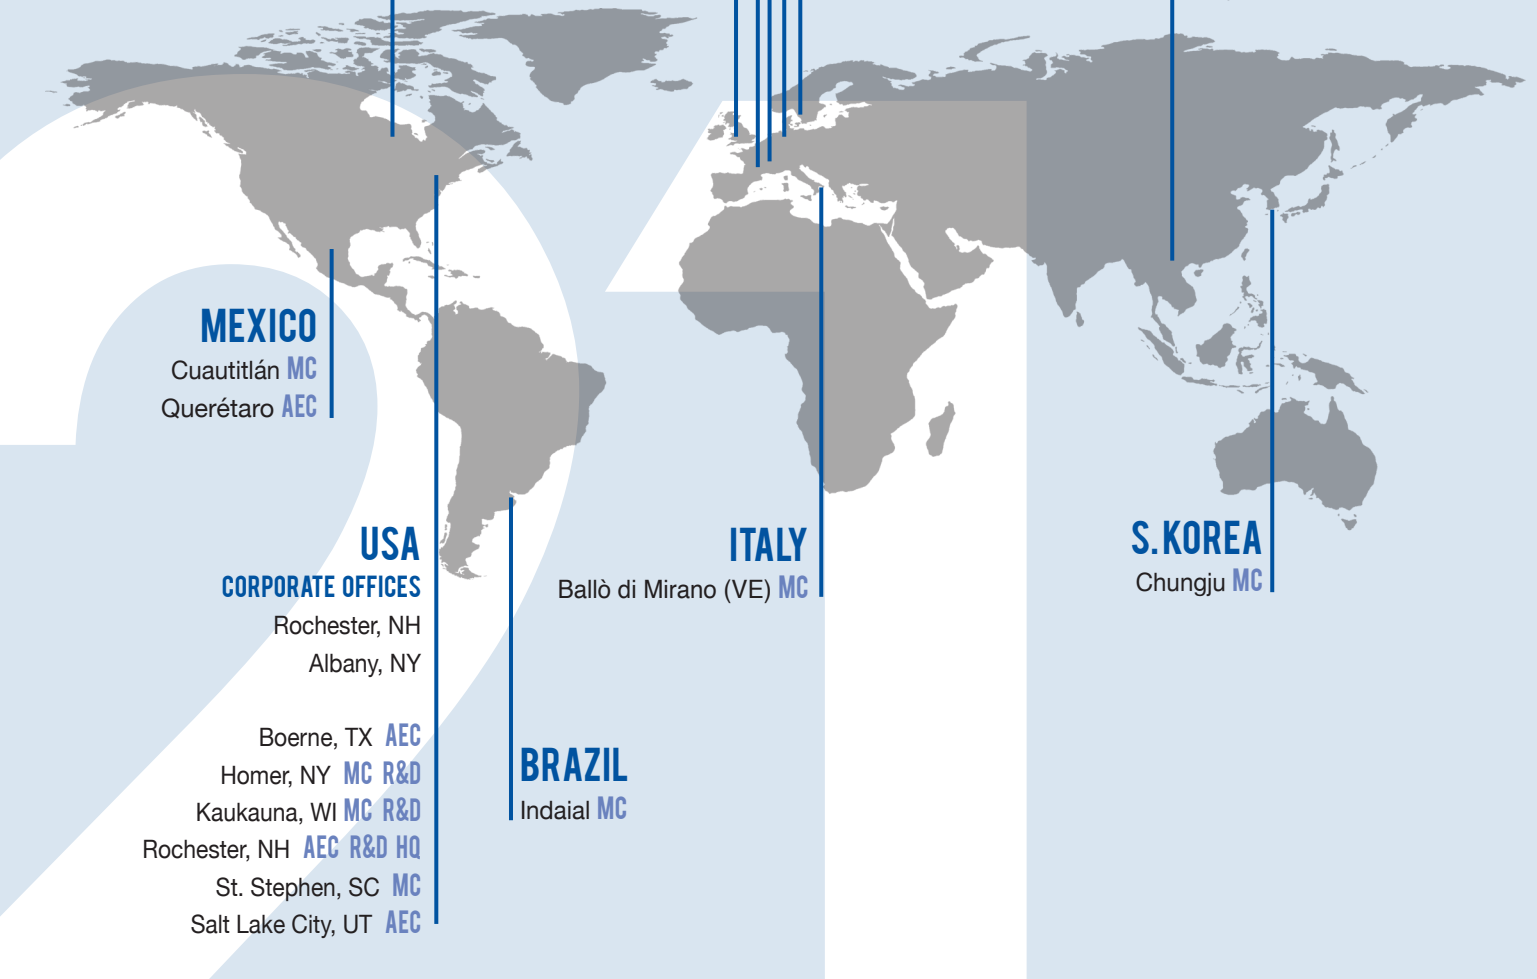 MEXICO
Cuautitlán MC
Querétaro AEC
USA
CORPORATE OFFICES
Rochester, NH
Albany, NY
Boerne, TX AEC
Homer, NY MC R&D
Kaukauna, WI MC R&D
Rochester, NH AEC R&D HQ
St. Stephen, SC MC
Salt Lake City, UT AEC
BRAZIL
Indaial MC
ITALY
Ballò di Mirano (VE) MC
S. KOREA
Chungju MC
21